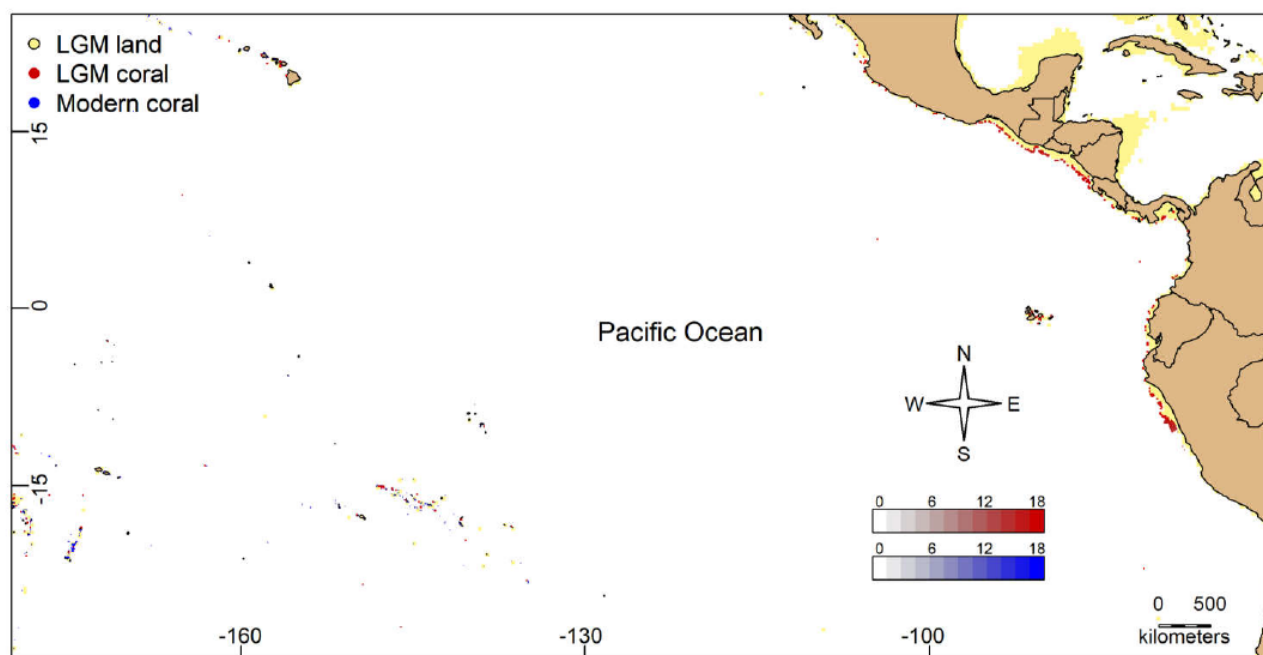 LGM land
LGM coral
Modern coral
15
0
-15
Pacific Ocean
N
W E
S
0 6 12 18
0 6 12 18
0 500
kilometers
-160 -130 -100